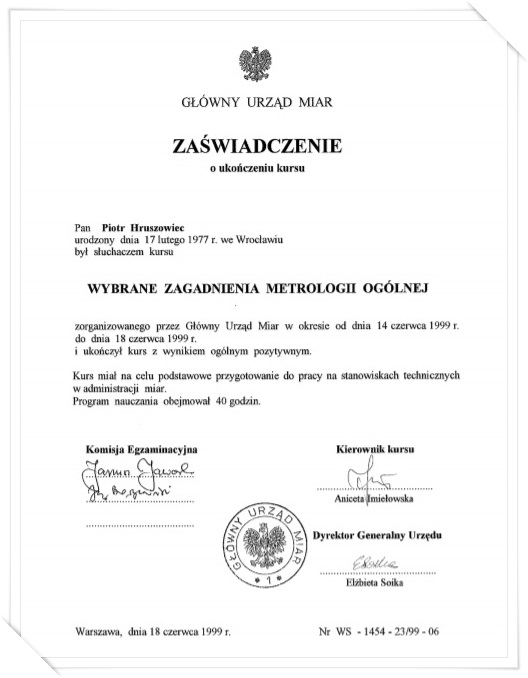 GŁÓWNY URZĄD MIAR
ZAŚWIADCZENIE
o ukończeniu kursu
Pan Piotr Hruszowiec
urodzony dnia 17 lutego 1977 r. we Wrocławiu
był słuchaczem kursu
WYBRANE ZAGADNIENIA METROLOGII OGÓLNEJ
zorganizowanego przez Główny Urząd Miar w okresie od dnia 14 czerwca 1999 r.
do dnia 18 czerwca 1999 r.
i ukończył kurs z wynikiem ogólnym pozytywnym.
Kurs miał na celu podstawowe przygotowanie do pracy na stanowiskach technicznych
w administracji miar.
Program nauczania obejmował 40 godzin.
Komisja Egzaminacyjna
Kierownik kursu
Aniceta Imiełowska
GŁÓWNY URZĄD MIAR
* 1 *
Dyrektor Generalny Urzędu
Elżbieta Soika
Warszawa, dnia 18 czerwca 1999 r.
Nr WS - 1454 - 23/99 - 06